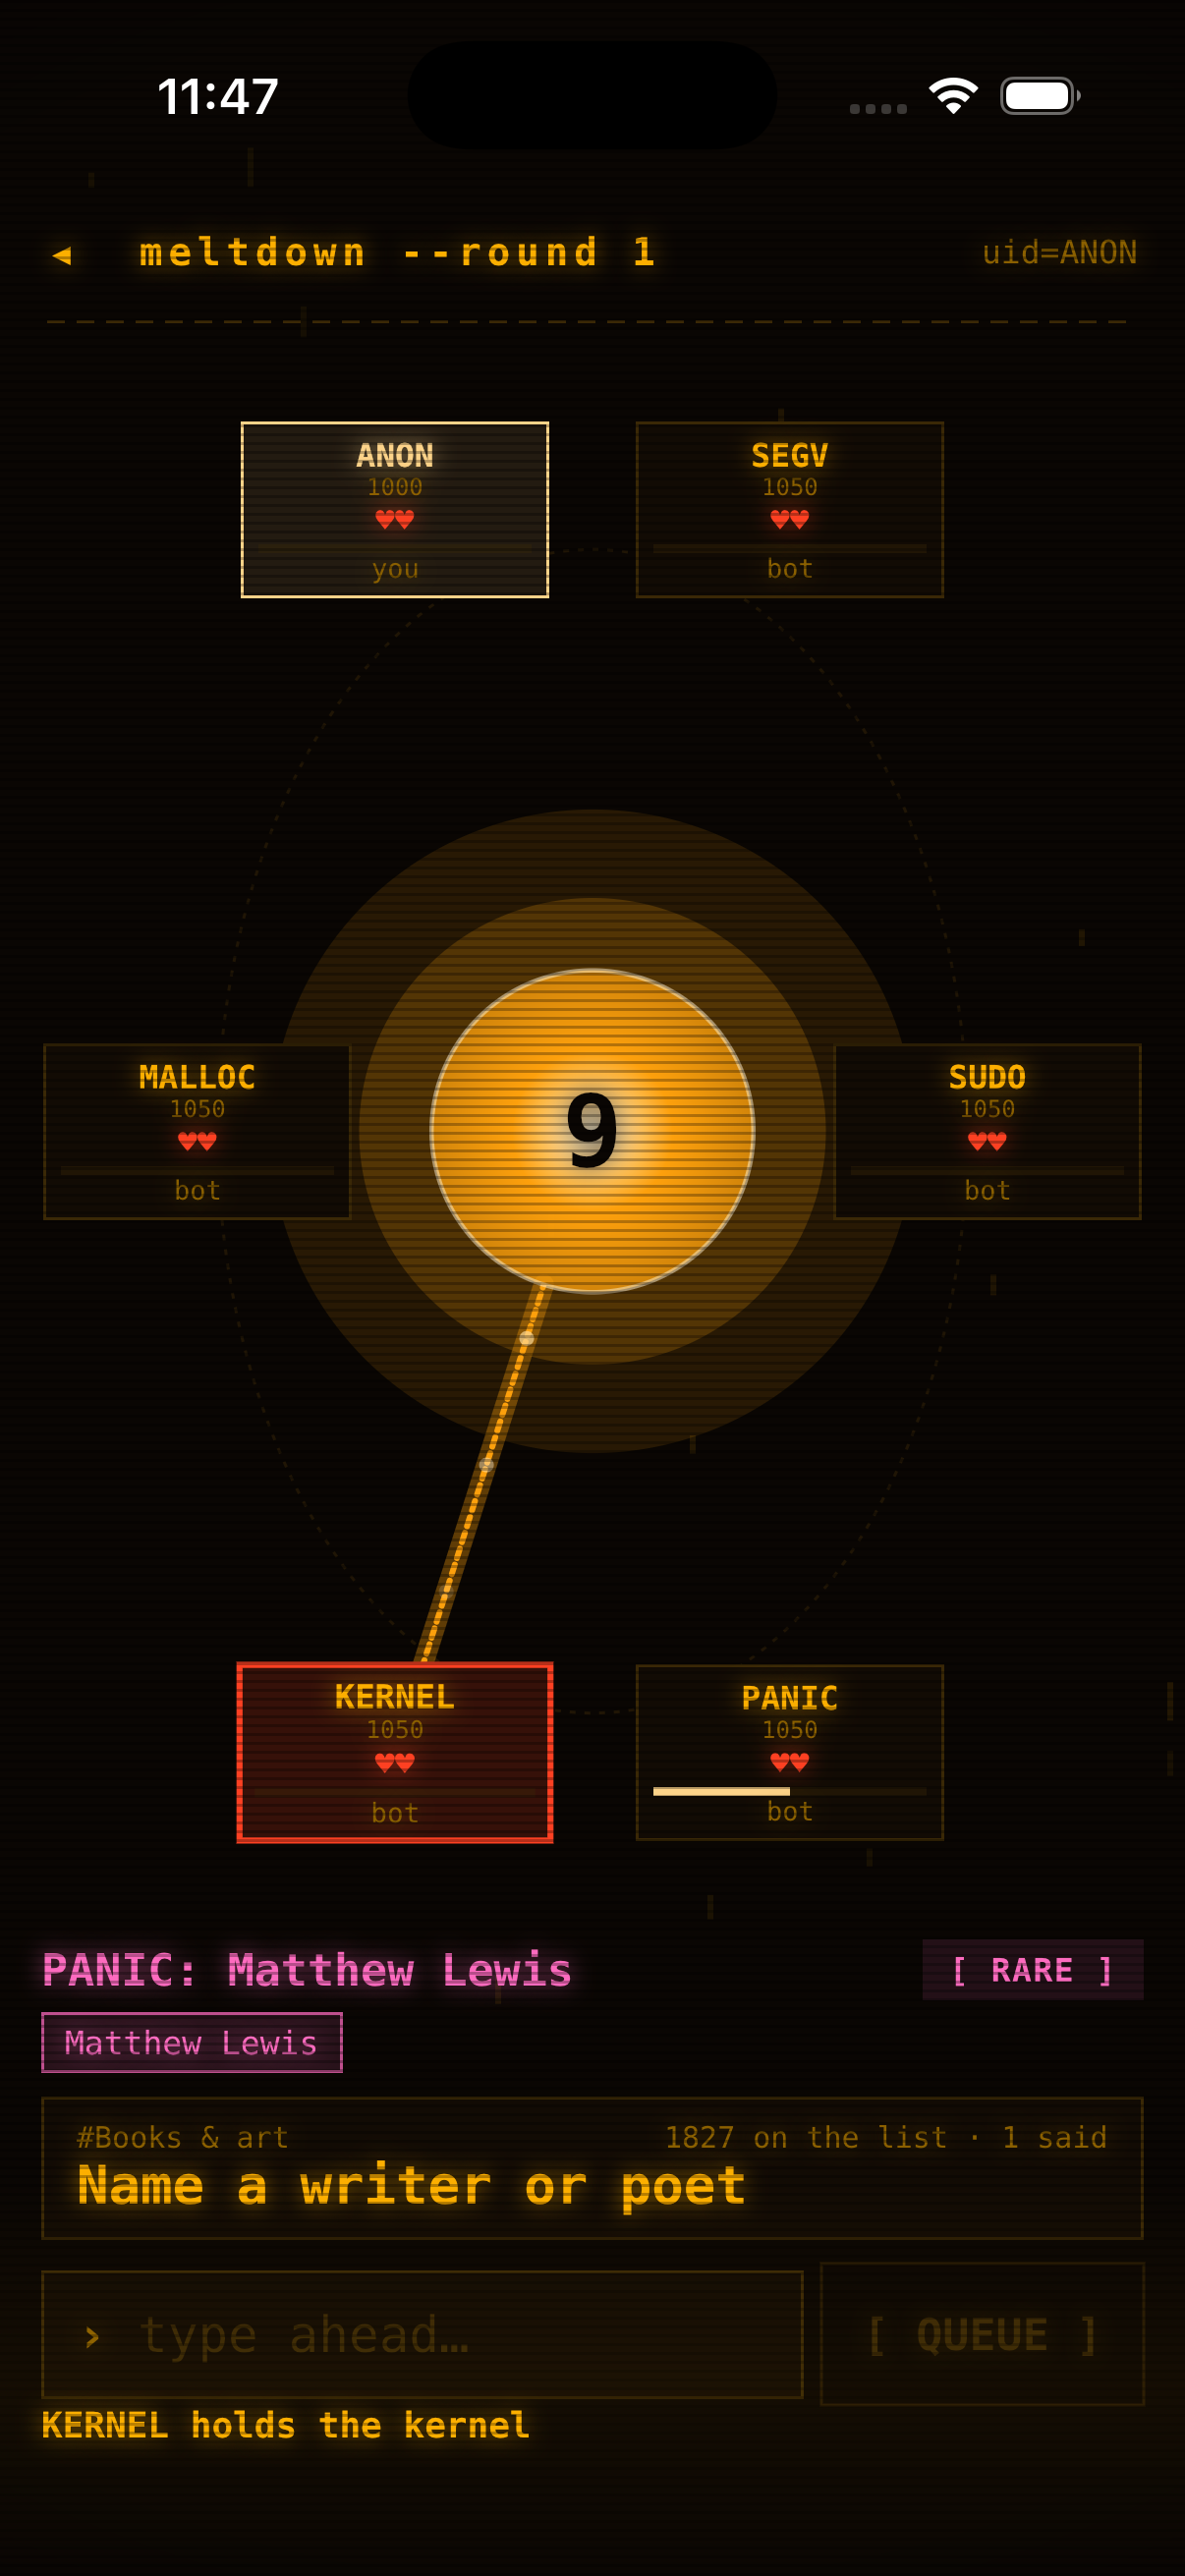 11:47
◂ meltdown --round 1 uid=ANON
ANON
1000
♥♥
you
SEGV
1050
♥♥
bot
MALLOC
1050
♥♥
bot
9
SUDO
1050
♥♥
bot
KERNEL
1050
♥♥
bot
PANIC
1050
♥♥
bot
PANIC: Matthew Lewis [ RARE ]
Matthew Lewis
#Books & art 1827 on the list · 1 said
Name a writer or poet
› type ahead… [ QUEUE ]
KERNEL holds the kernel